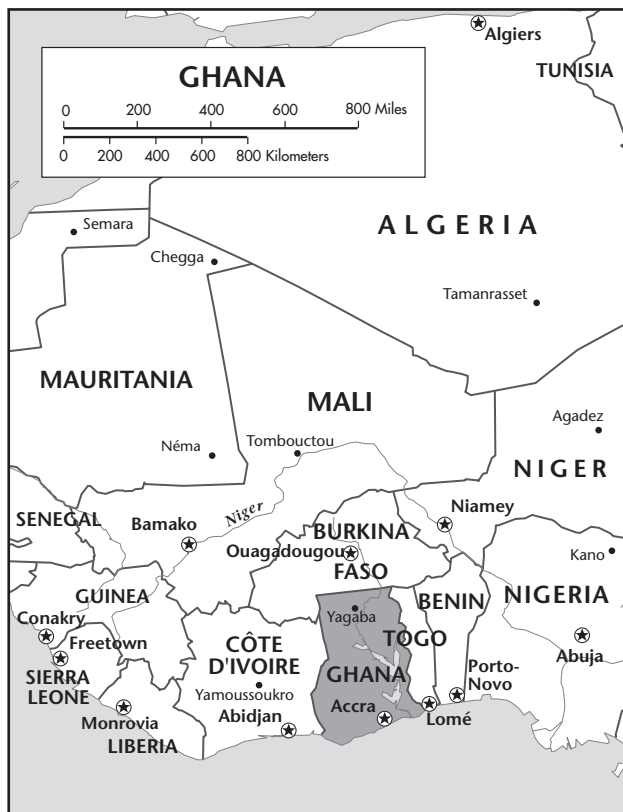 Algiers
TUNISIA
GHANA
0 200 400 600 800 Miles
0 200 400 600 800 Kilometers
Semara
ALGERIA
Chegga
Tamanrasset
MAURITANIA
MALI
Agadez
Néma
Tombouctou
NIGER
Niger
SENEGAL
Bamako
BURKINA
FASO
Niamey
Ouagadougou
Kano
GUINEA
BENIN
NIGERIA
Conakry
Yagaba
Freetown
CÔTE
D'IVOIRE
TOGO
Abuja
SIERRA
LEONE
GHANA
Porto-
Novo
Yamoussoukro
Monrovia
Abidjan
Accra
Lomé
LIBERIA